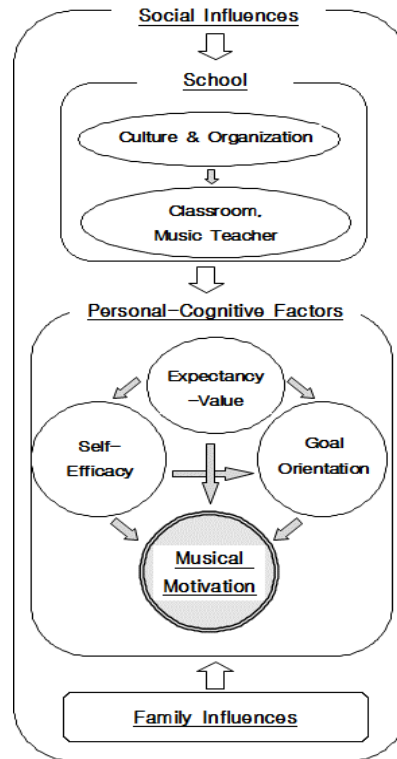 Social Influences
School
Culture & Organization
Classroom,
Music Teacher
Personal-Cognitive Factors
Expectancy
-Value
Self-
Efficacy
Goal
Orientation
Musical
Motivation
Family Influences